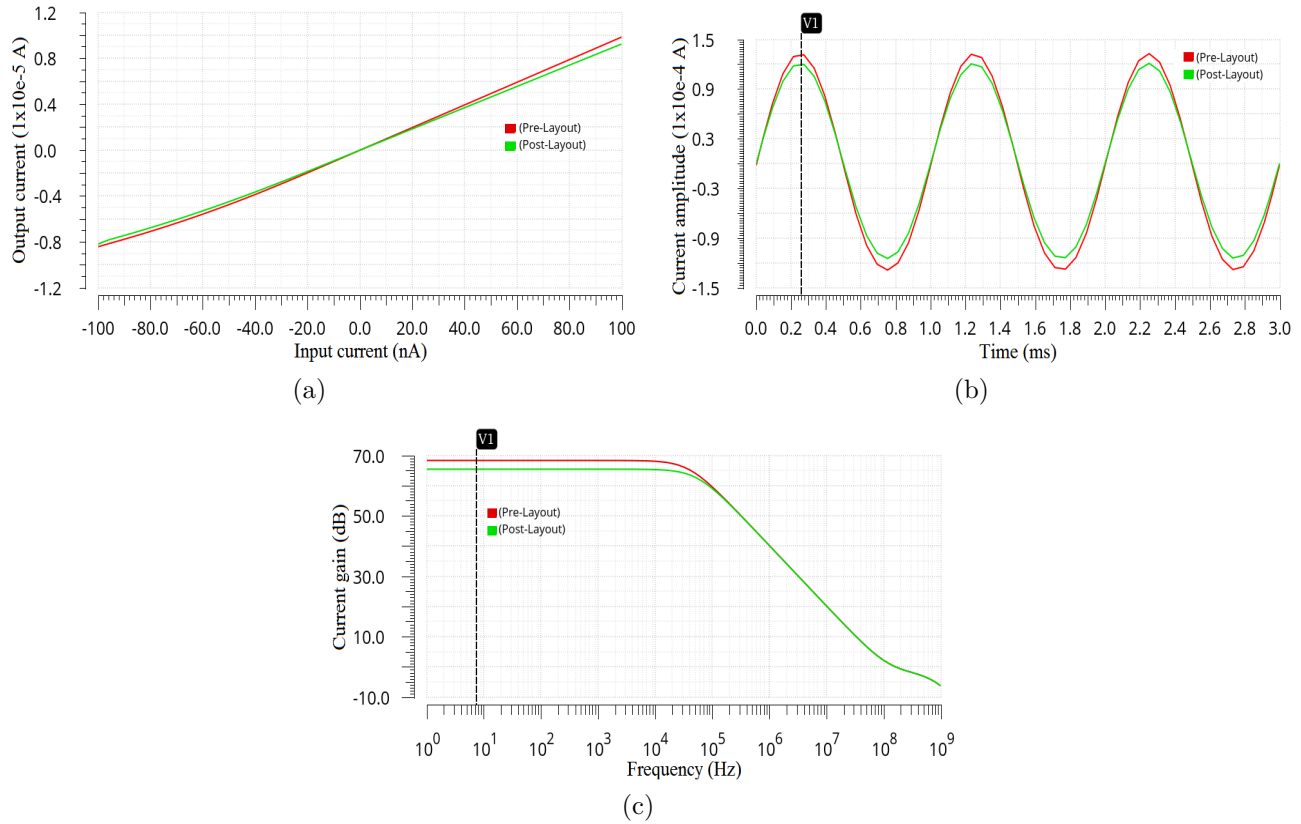 1.2
0.8
0.4
0.0
-0.4
-0.8
-1.2
Output current (1x10e-5 A)
(Pre-Layout)
(Post-Layout)
-100 -80.0 -60.0 -40.0 -20.0 0.0 20.0 40.0 60.0 80.0 100
Input current (nA)
(a)
V1
1.5
0.9
0.3
-0.3
-0.9
-1.5
Current amplitude (1x10e-4 A)
(Pre-Layout)
(Post-Layout)
0.0 0.2 0.4 0.6 0.8 1.0 1.2 1.4 1.6 1.8 2.0 2.2 2.4 2.6 2.8 3.0
Time (ms)
(b)
V1
70.0
50.0
30.0
10.0
-10.0
Current gain (dB)
(Pre-Layout)
(Post-Layout)
10^0 10^1 10^2 10^3 10^4 10^5 10^6 10^7 10^8 10^9
Frequency (Hz)
(c)